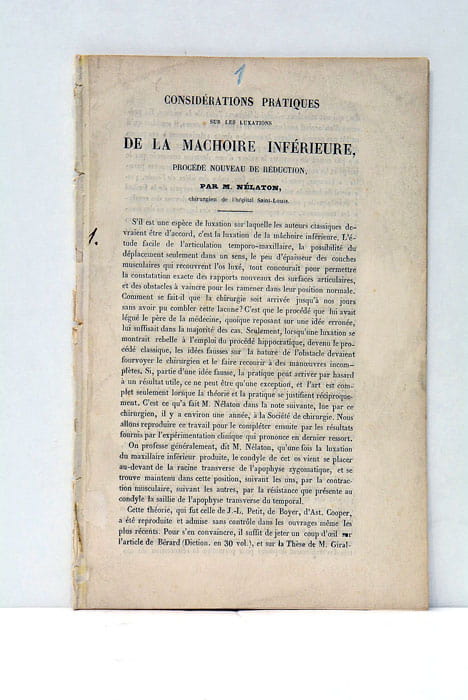 1
CONSIDÉRATIONS PRATIQUES
SUR LES LUXATIONS
DE LA MACHOIRE INFÉRIEURE,
PROCÉDÉ NOUVEAU DE RÉDUCTION,
PAR M. NÉLATON,
chirurgien de l'hôpital Saint-Louis.
1.
S'il est une espèce de luxation sur laquelle les auteurs classiques de-
vraient être d'accord, c'est la luxation de la mâchoire inférieure. L'é-
tude facile de l'articulation temporo-maxillaire, la possibilité du
déplacement seulement dans un sens, le peu d'épaisseur des couches
musculaires qui recouvrent l'os luxé, tout concourait pour permettre
la constatation exacte des rapports nouveaux des surfaces articulaires,
et des obstacles à vaincre pour les ramener dans leur position normale.
Comment se fait-il que la chirurgie soit arrivée jusqu'à nos jours
sans avoir pu combler cette lacune? C'est que le procédé que lui avait
légué le père de la médecine, quoique reposant sur une idée erronée,
lui suffisait dans la majorité des cas. Seulement, lorsqu'une luxation se
montrait rebelle à l'emploi du procédé hippocratique, devenu le pro-
cédé classique, les idées fausses sur la nature de l'obstacle devaient
fourvoyer le chirurgien et le faire recourir à des manœuvres incom-
plètes. Si, partie d'une idée fausse, la pratique peut arriver par hasard
à un résultat utile, ce ne peut être qu'une exception, et l'art est com-
plet seulement lorsque la théorie et la pratique se justifient réciproque-
ment. C'est ce qu'a fait M. Nélaton dans la note suivante, lue par ce
chirurgien, il y a environ une année, à la Société de chirurgie. Nous
allons reproduire ce travail pour le compléter ensuite par les résultats
fournis par l'expérimentation clinique qui prononce en dernier ressort.
On professe généralement, dit M. Nélaton, qu'une fois la luxation
du maxillaire inférieur produite, le condyle de cet os vient se placer
au-devant de la racine transverse de l'apophyse zygomatique, et se
trouve maintenu dans cette position, suivant les uns, par la contrac-
tion musculaire, suivant les autres, par la résistance que présente au
condyle la saillie de l'apophyse transverse du temporal.
Cette théorie, qui fut celle de J.-L. Petit, de Boyer, d'Ast. Cooper,
a été reproduite et admise sans contrôle dans les ouvrages même les
plus récents. Pour s'en convaincre, il suffit de jeter un coup d'œil sur
l'article de Bérard (Diction. en 30 vol.), et sur la Thèse de M. Giral-